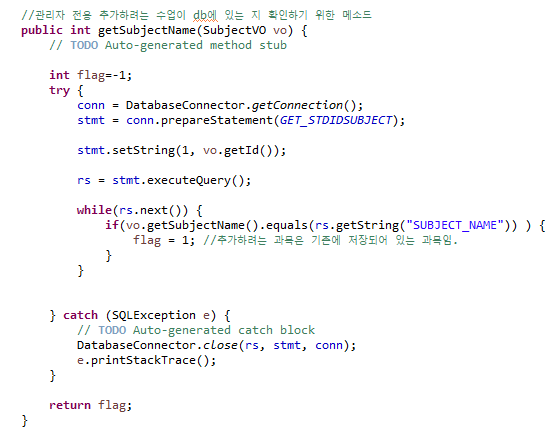 //관리자 전용 추가하려는 수업이 db에 있는 지 확인하기 위한 메소드
public int getSubjectName(SubjectVO vo) {
// TODO Auto-generated method stub
int flag=-1;
try {
conn = DatabaseConnector.getConnection();
stmt = conn.prepareStatement(GET_STDIDSUBJECT);
stmt.setString(1, vo.getId());
rs = stmt.executeQuery();
while(rs.next()) {
if(vo.getSubjectName().equals(rs.getString("SUBJECT_NAME")) ) {
flag = 1; //추가하려는 과목은 기존에 저장되어 있는 과목임.
}
}
} catch (SQLException e) {
// TODO Auto-generated catch block
DatabaseConnector.close(rs, stmt, conn);
e.printStackTrace();
}
return flag;
}